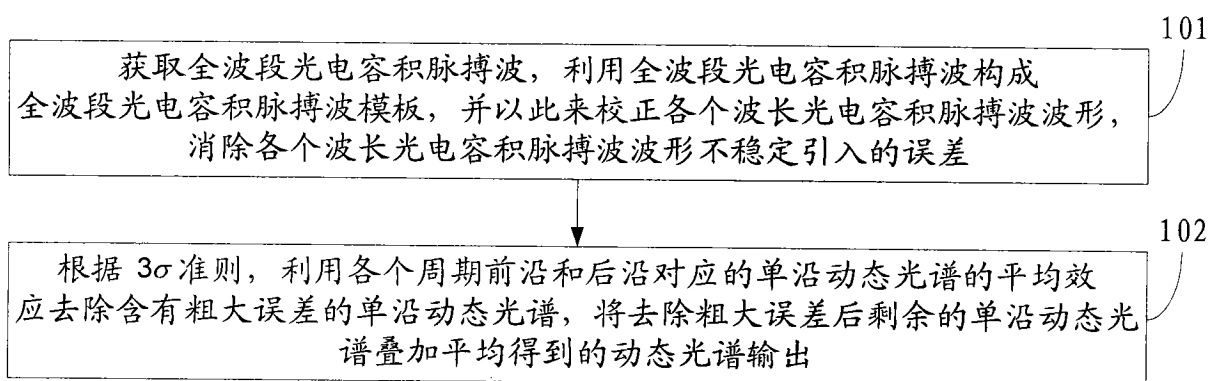 101
获取全波段光电容积脉搏波，利用全波段光电容积脉搏波构成
全波段光电容积脉搏波模板，并以此来校正各个波长光电容积脉搏波波形，
消除各个波长光电容积脉搏波波形不稳定引入的误差
102
根据 3σ准则，利用各个周期前沿和后沿对应的单沿动态光谱的平均效
应去除含有粗大误差的单沿动态光谱，将去除粗大误差后剩余的单沿动态光
谱叠加平均得到的动态光谱输出